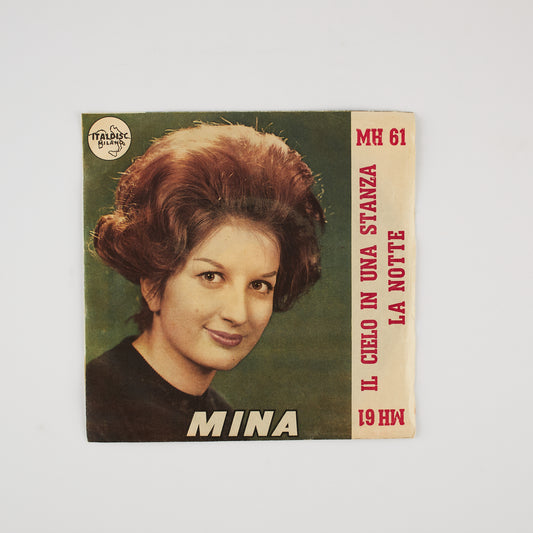 ITALDISC
MILANO
MH 61
IL CIELO IN UNA STANZA
LA NOTTE
MH 61
MINA